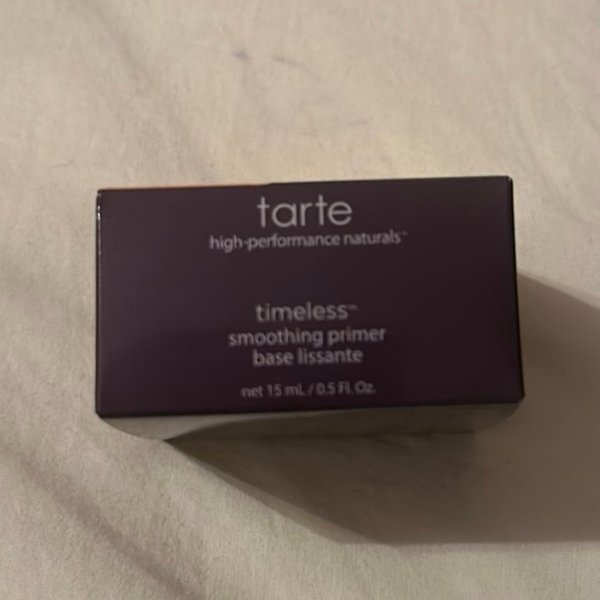 tarte
high-performance naturals™
timeless™
smoothing primer
base lissante
net 15 mL / 0.5 Fl. Oz.